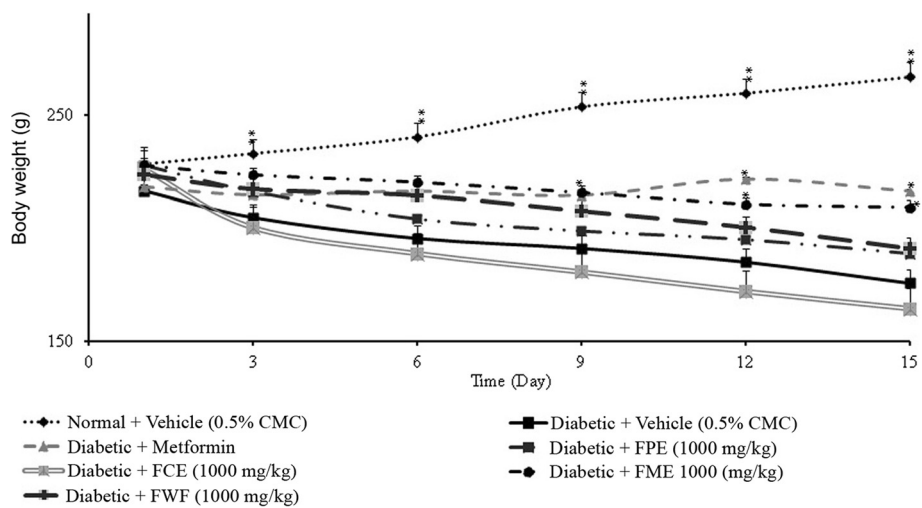 250
150
Body weight (g)
0
3
6
9
12
15
Time (Day)
Normal + Vehicle (0.5% CMC)
Diabetic + Vehicle (0.5% CMC)
Diabetic + Metformin
Diabetic + FPE (1000 mg/kg)
Diabetic + FCE (1000 mg/kg)
Diabetic + FME 1000 (mg/kg)
Diabetic + FWF (1000 mg/kg)